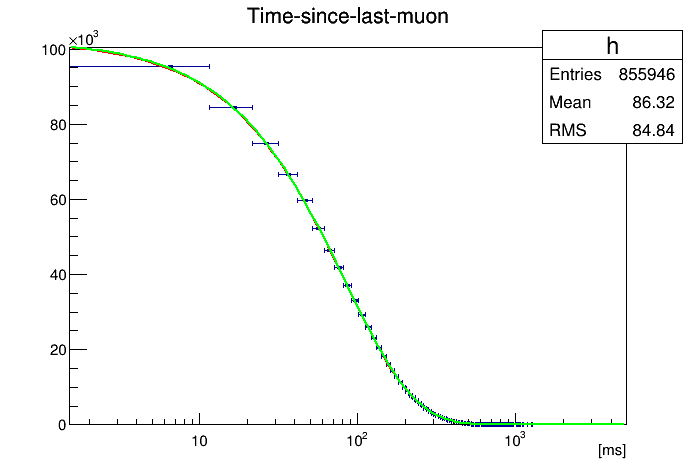 Time-since-last-muon
×10³
h
Entries 855946
Mean 86.32
RMS 84.84
100
80
60
40
20
0
10
10²
10³
[ms]